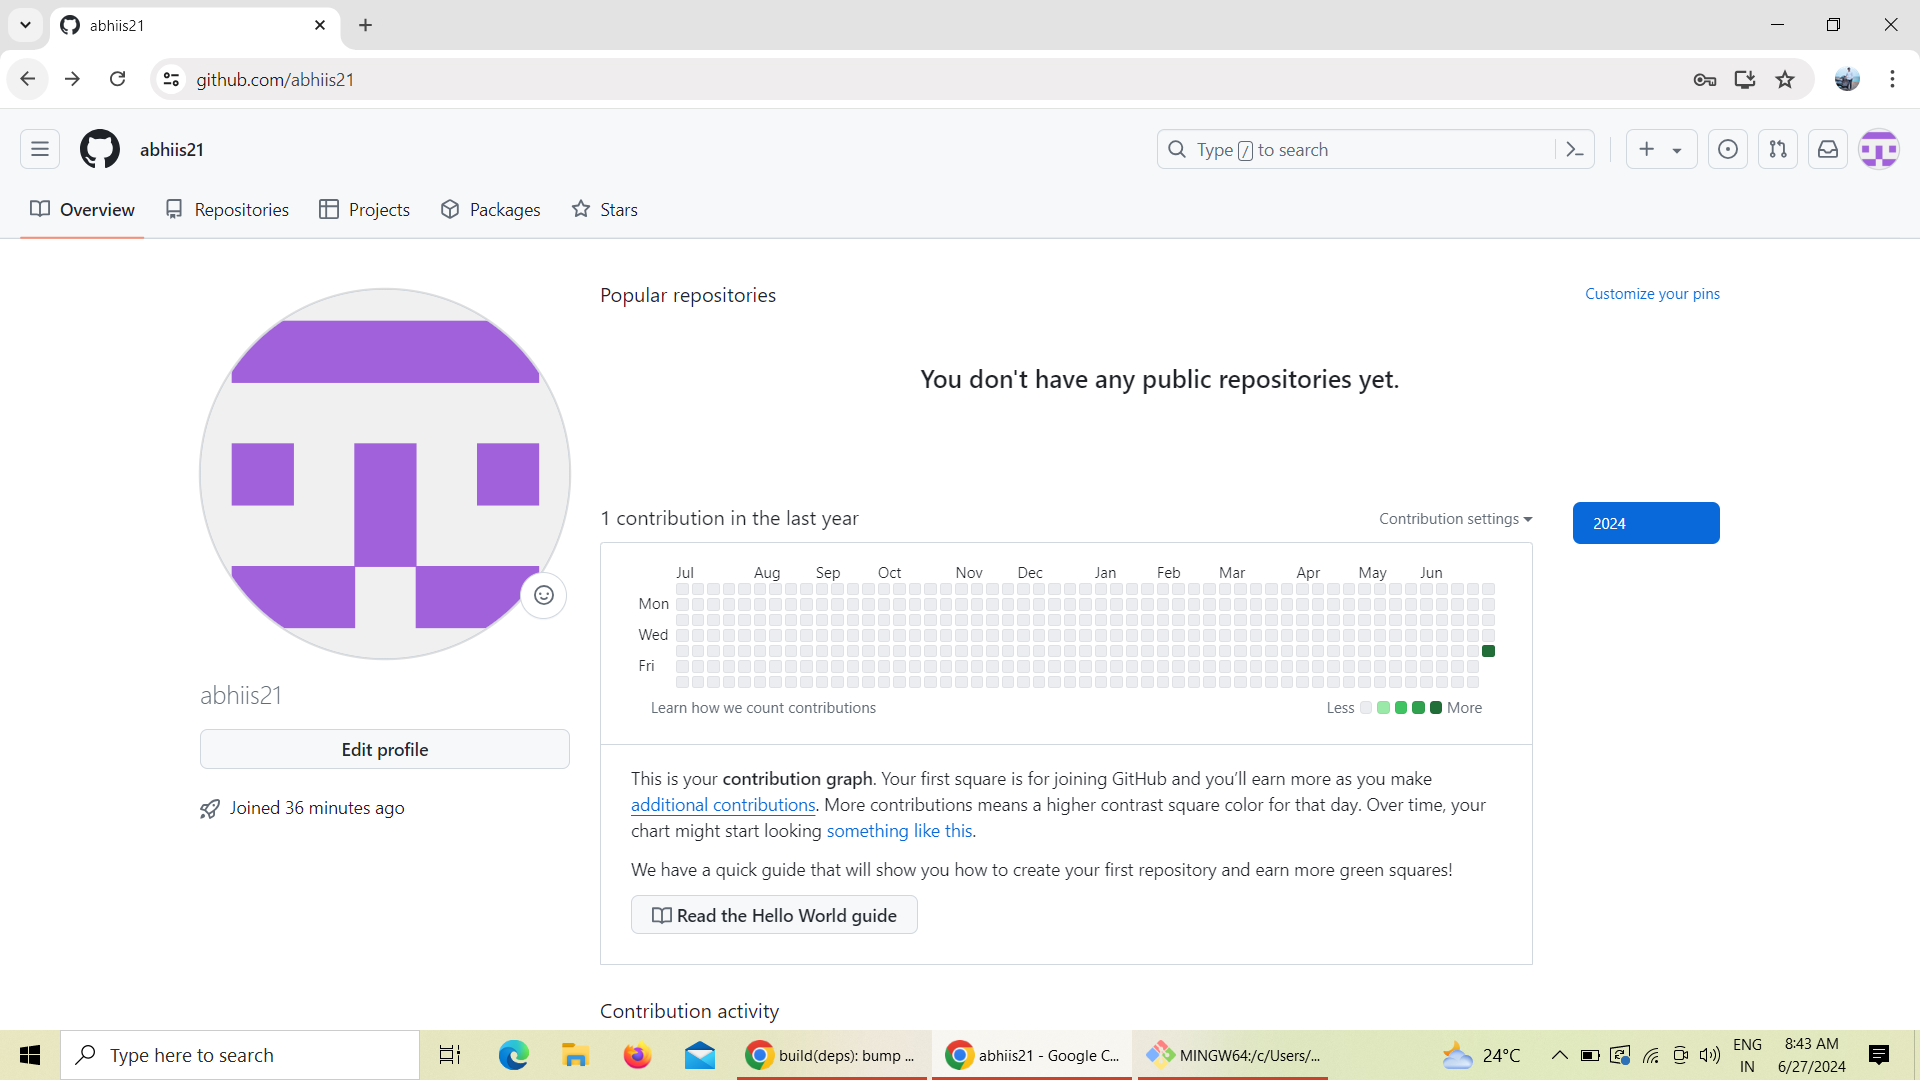 abhiis21
github.com/abhiis21
abhiis21
Type / to search
Overview
Repositories
Projects
Packages
Stars
Popular repositories
Customize your pins
You don't have any public repositories yet.
1 contribution in the last year
Contribution settings
2024
Jul Aug Sep Oct Nov Dec Jan Feb Mar Apr May Jun
Mon
Wed
Fri
Learn how we count contributions
Less More
abhiis21
Edit profile
Joined 36 minutes ago
This is your contribution graph. Your first square is for joining GitHub and you’ll earn more as you make
additional contributions. More contributions means a higher contrast square color for that day. Over time, your
chart might start looking something like this.
We have a quick guide that will show you how to create your first repository and earn more green squares!
Read the Hello World guide
Contribution activity
Type here to search
build(deps): bump ...
abhiis21 - Google C...
MINGW64:/c/Users/...
24°C
ENG
IN
8:43 AM
6/27/2024